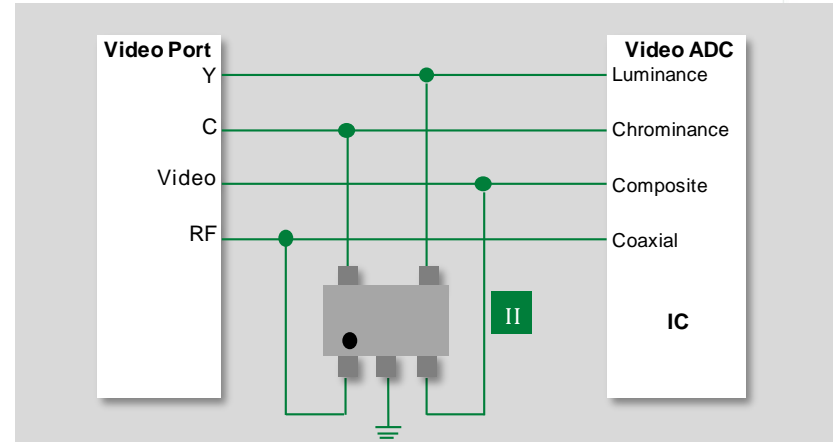 Video Port
Y
C
Video
RF
Video ADC
Luminance
Chrominance
Composite
Coaxial
IC
II